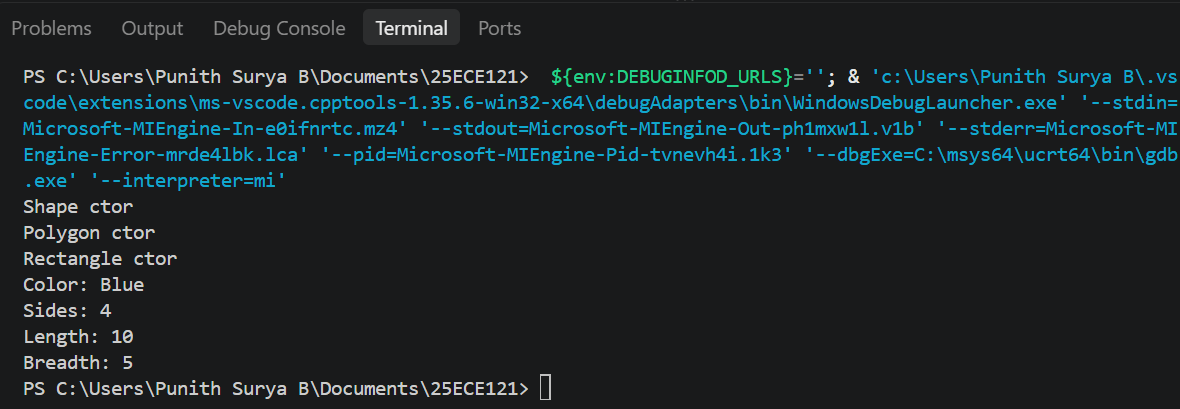 Problems Output Debug Console Terminal Ports
PS C:\Users\Punith Surya B\Documents\25ECE121>  ${env:DEBUGINFOD_URLS}=''; & 'c:\Users\Punith Surya B\.vs
code\extensions\ms-vscode.cpptools-1.35.6-win32-x64\debugAdapters\bin\WindowsDebugLauncher.exe' '--stdin=
Microsoft-MIEngine-In-e0ifnrtc.mz4' '--stdout=Microsoft-MIEngine-Out-ph1mxw1l.v1b' '--stderr=Microsoft-MI
Engine-Error-mrde4lbk.lca' '--pid=Microsoft-MIEngine-Pid-tvnevh4i.1k3' '--dbgExe=C:\msys64\ucrt64\bin\gdb
.exe' '--interpreter=mi'
Shape ctor
Polygon ctor
Rectangle ctor
Color: Blue
Sides: 4
Length: 10
Breadth: 5
PS C:\Users\Punith Surya B\Documents\25ECE121>